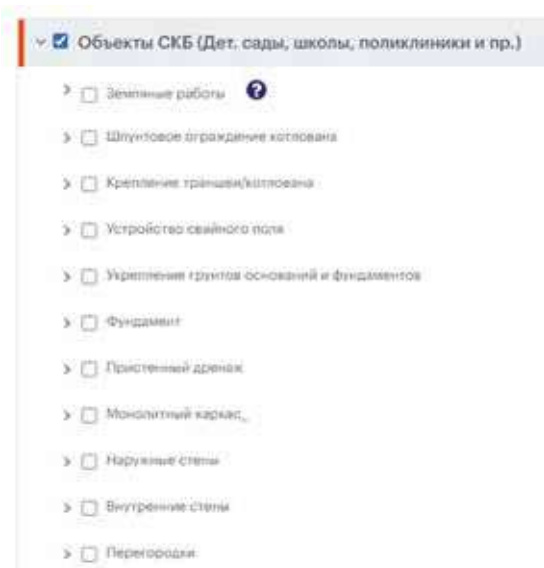 Объекты СКБ (Дет. сады, школы, поликлиники и пр.)
Земляные работы ?
Шпунтовое ограждение котлована
Крепление траншеи/котлована
Устройство свайного поля
Укрепление грунтов оснований и фундаментов
Фундамент
Пристенный дренаж
Монолитный каркас_
Наружные стены
Внутренние стены
Перегородки